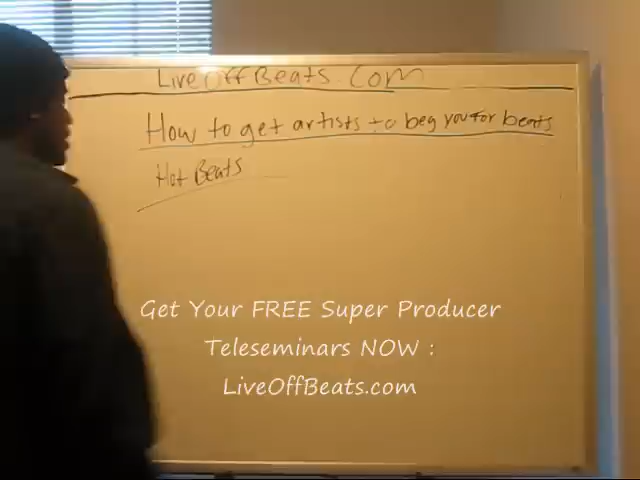 LiveOffBeats.Com
How to get artists to beg you for beats
Hot Beats
Get Your FREE Super Producer
Teleseminars NOW :
LiveOffBeats.com